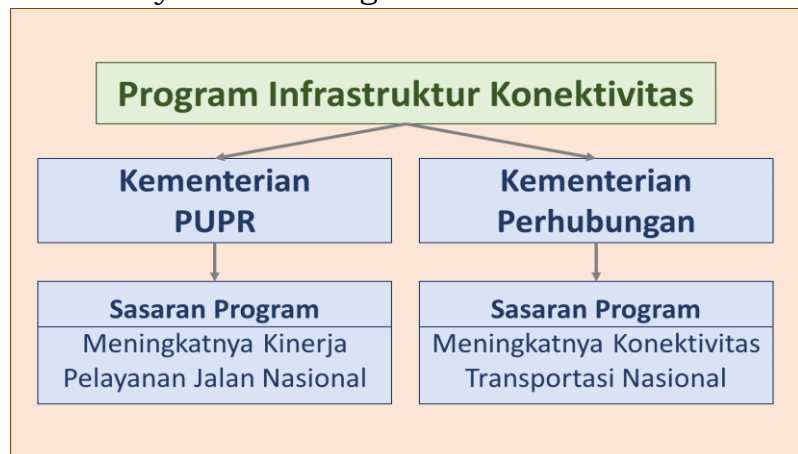 Program Infrastruktur Konektivitas
Kementerian
PUPR
Kementerian
Perhubungan
Sasaran Program
Meningkatnya Kinerja
Pelayanan Jalan Nasional
Sasaran Program
Meningkatnya Konektivitas
Transportasi Nasional